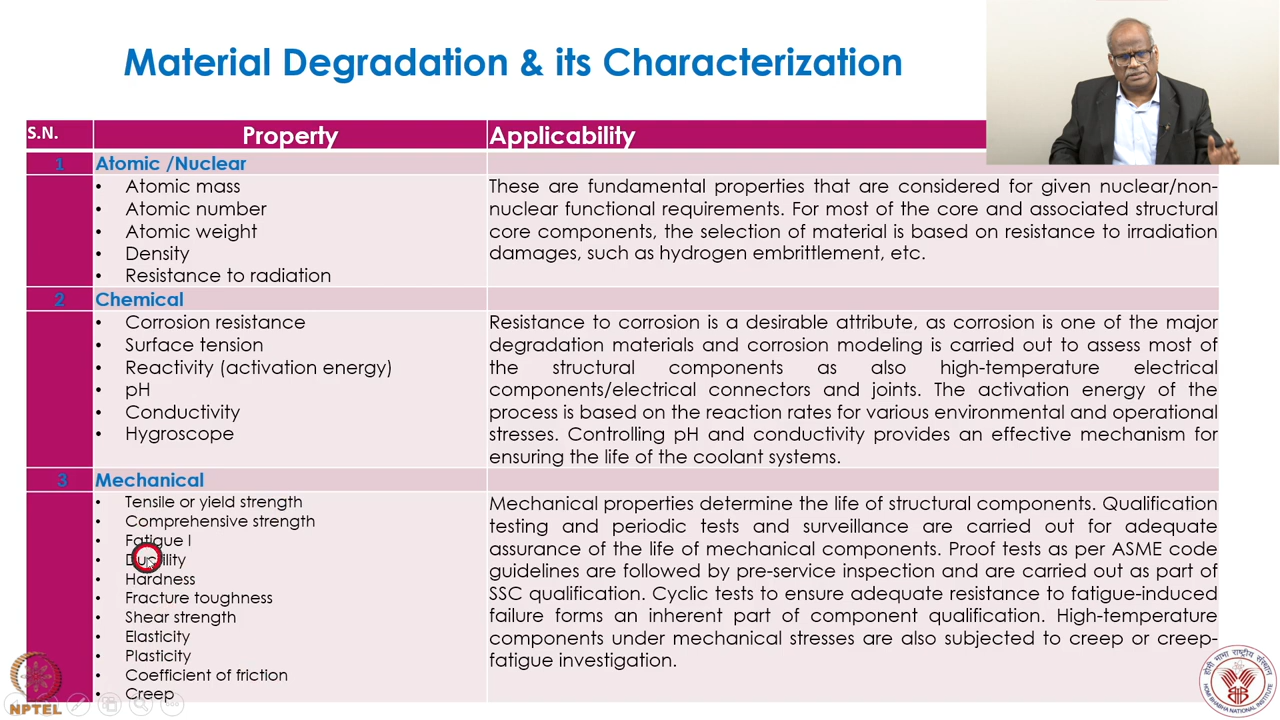 Material Degradation & its Characterization
S.N. Property Applicability
1 Atomic /Nuclear
• Atomic mass
• Atomic number
• Atomic weight
• Density
• Resistance to radiation
These are fundamental properties that are considered for given nuclear/non-
nuclear functional requirements. For most of the core and associated structural
core components, the selection of material is based on resistance to irradiation
damages, such as hydrogen embrittlement, etc.
2 Chemical
• Corrosion resistance
• Surface tension
• Reactivity (activation energy)
• pH
• Conductivity
• Hygroscope
Resistance to corrosion is a desirable attribute, as corrosion is one of the major
degradation materials and corrosion modeling is carried out to assess most of
the structural components as also high-temperature electrical
components/electrical connectors and joints. The activation energy of the
process is based on the reaction rates for various environmental and operational
stresses. Controlling pH and conductivity provides an effective mechanism for
ensuring the life of the coolant systems.
3 Mechanical
• Tensile or yield strength
• Comprehensive strength
• Fatigue l
•
• Hardness
• Fracture toughness
• Shear strength
• Elasticity
• Plasticity
• Coefficient of friction
• Creep
Mechanical properties determine the life of structural components. Qualification
testing and periodic tests and surveillance are carried out for adequate
assurance of the life of mechanical components. Proof tests as per ASME code
guidelines are followed by pre-service inspection and are carried out as part of
SSC qualification. Cyclic tests to ensure adequate resistance to fatigue-induced
failure forms an inherent part of component qualification. High-temperature
components under mechanical stresses are also subjected to creep or creep-
fatigue investigation.
NPTEL
होमी भाभा राष्ट्रीय संस्थान
HOMI BHABHA NATIONAL INSTITUTE